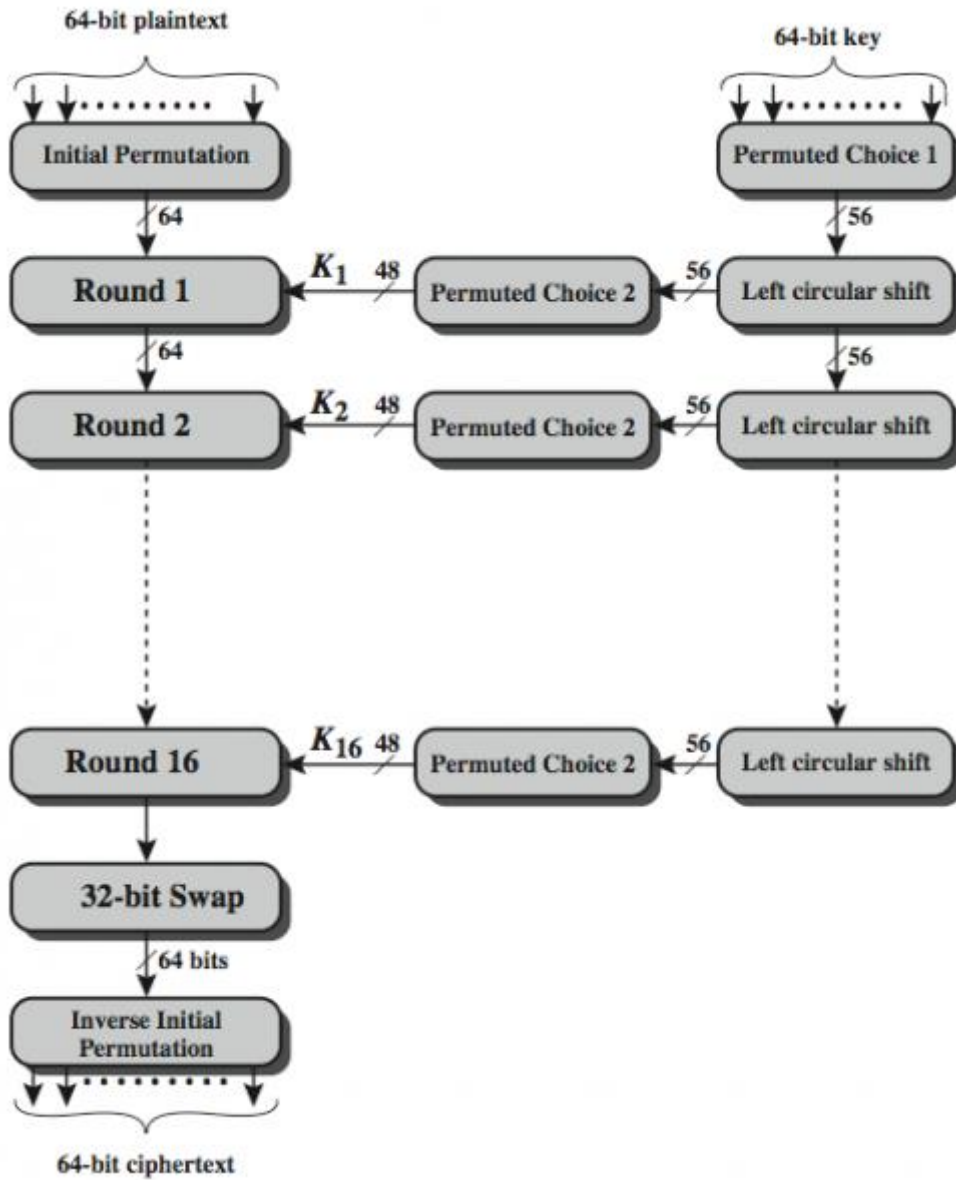 64-bit plaintext
64-bit key
Initial Permutation
Permuted Choice 1
64
56
Round 1
K1
48
Permuted Choice 2
56
Left circular shift
64
56
Round 2
K2
48
Permuted Choice 2
56
Left circular shift
Round 16
K16
48
Permuted Choice 2
56
Left circular shift
32-bit Swap
64 bits
Inverse Initial
Permutation
64-bit ciphertext